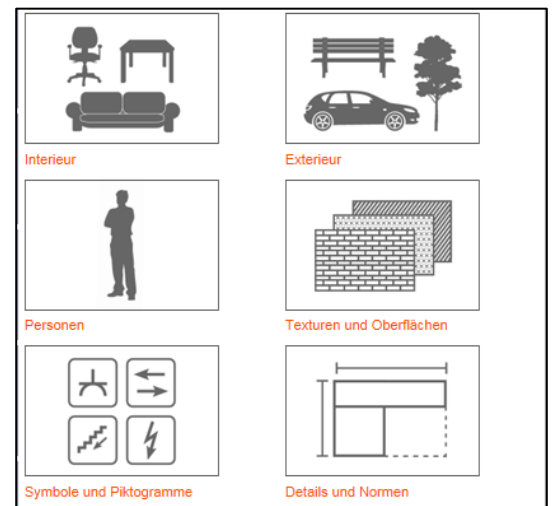 Interieur
Exterieur
Personen
Texturen und Oberflächen
Symbole und Piktogramme
Details und Normen